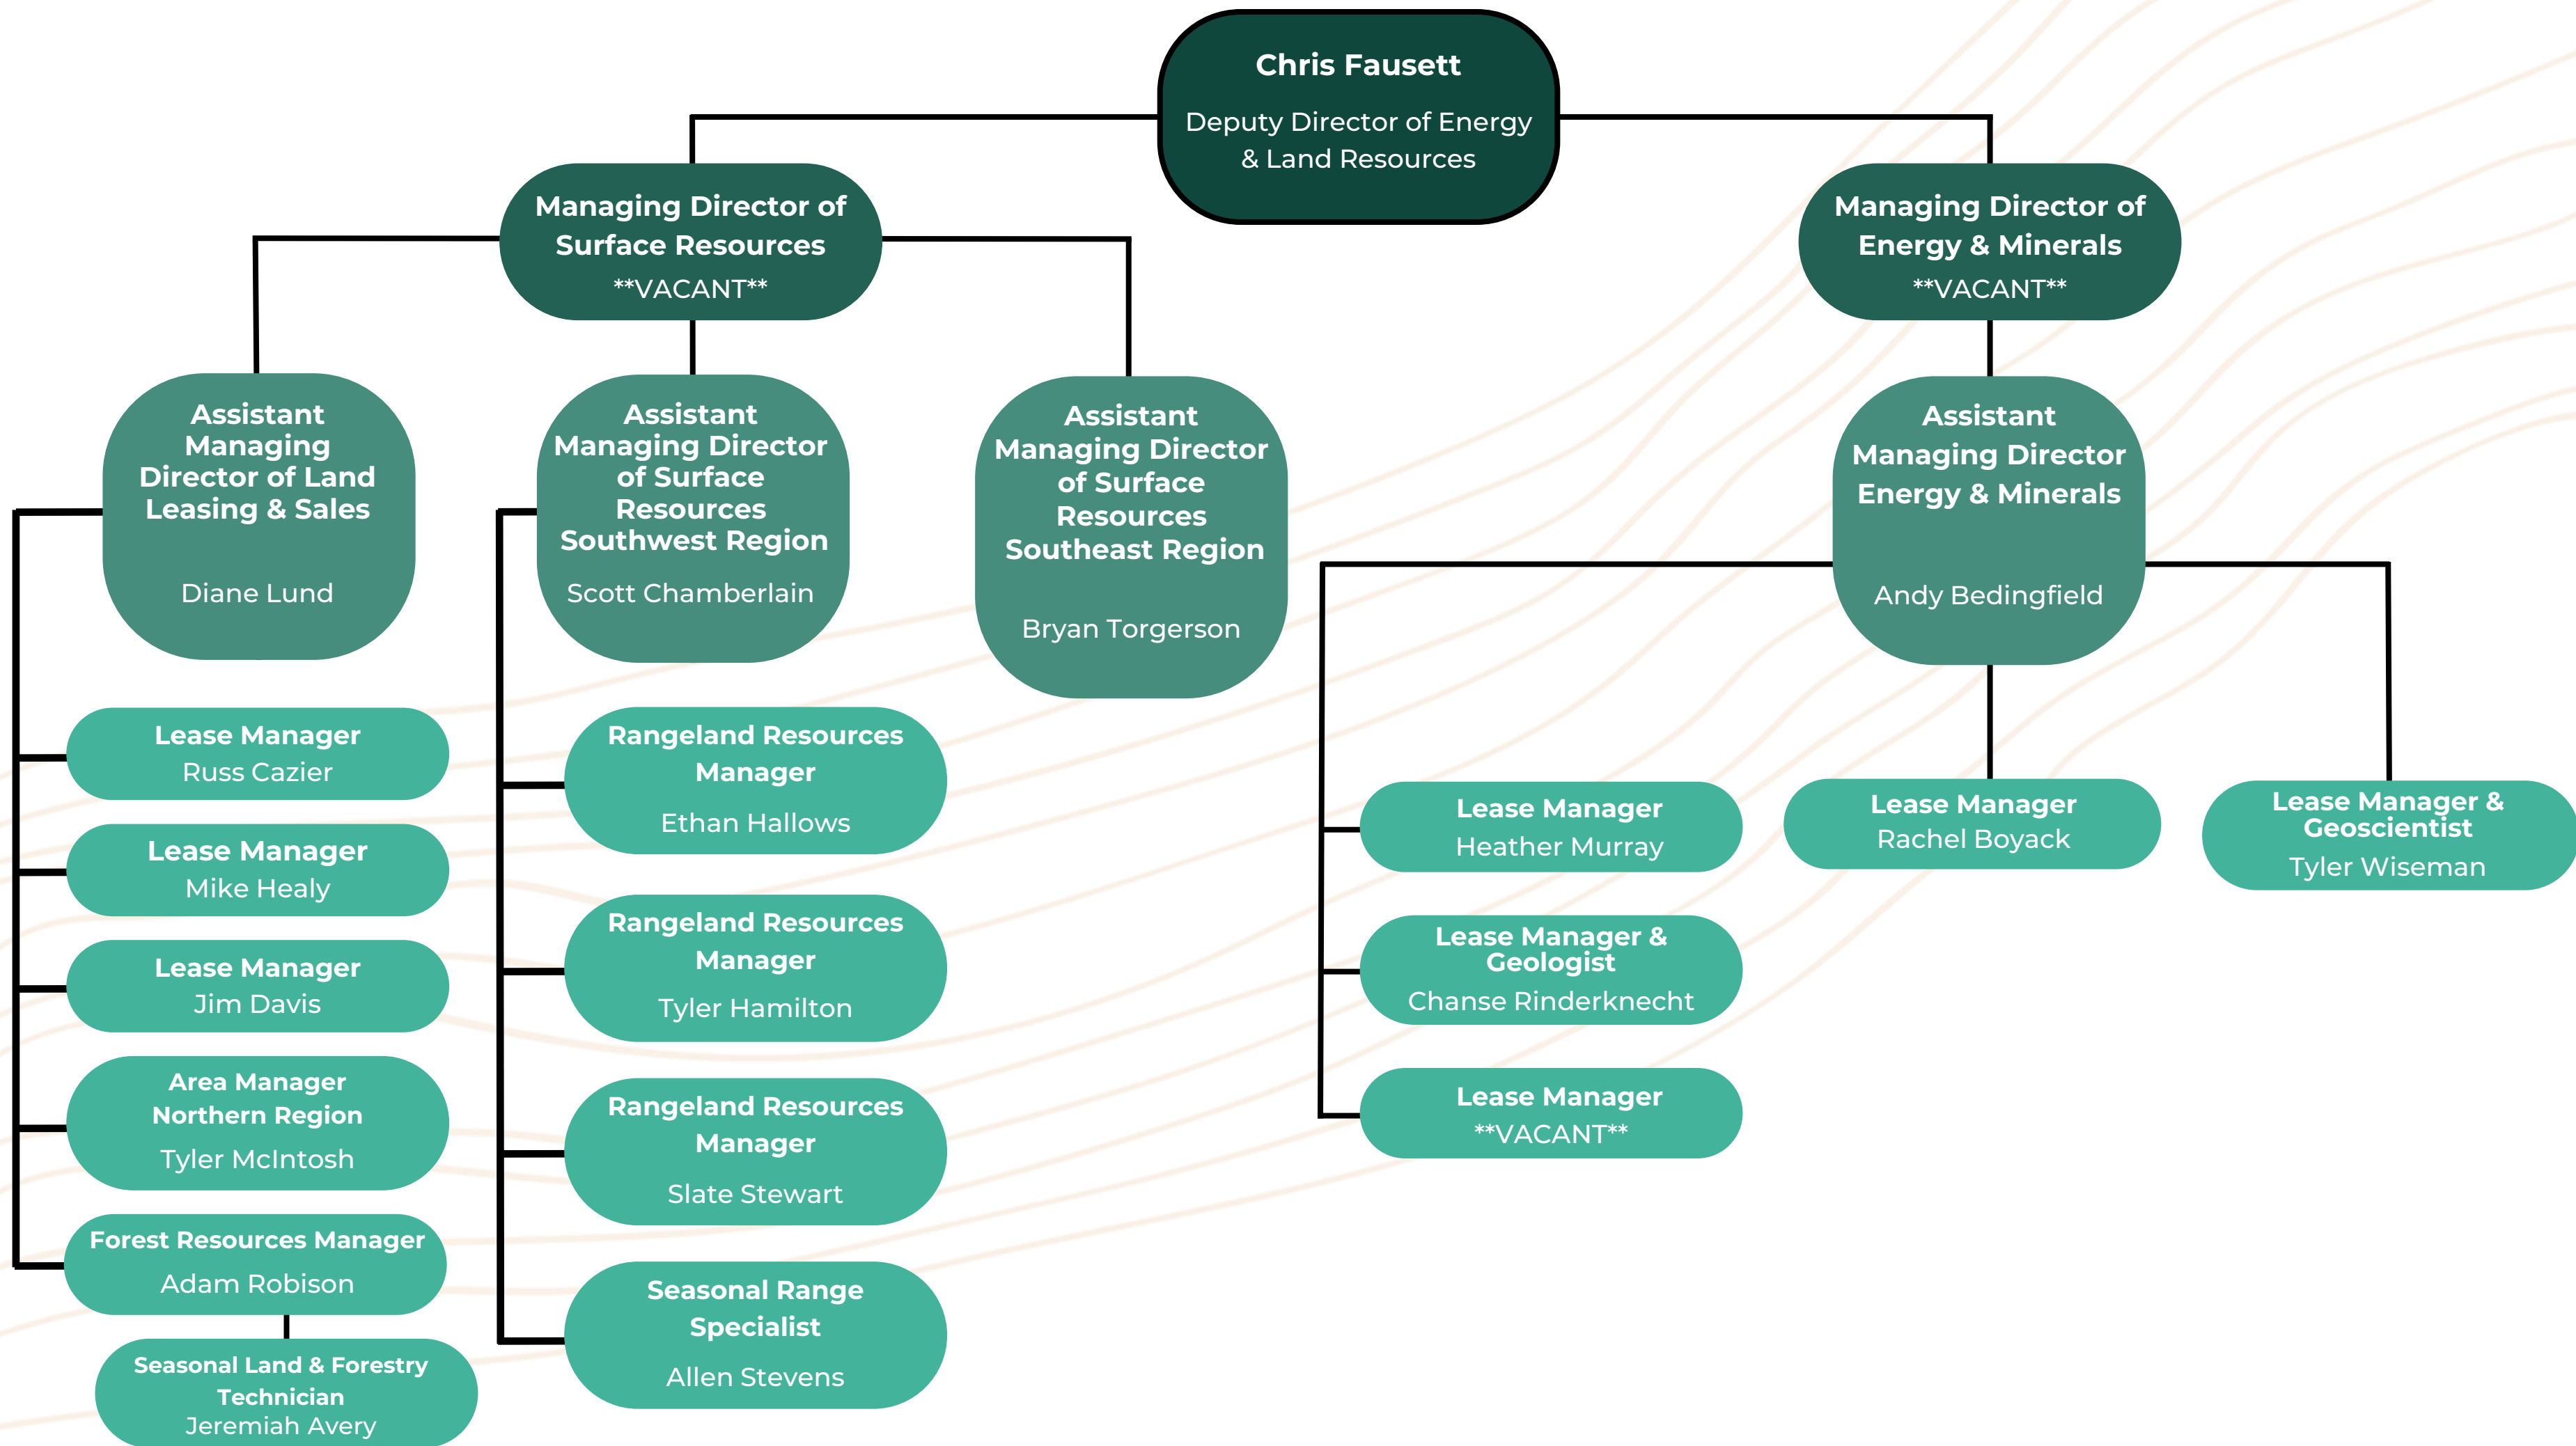 Chris Fausett
Deputy Director of Energy
& Land Resources
Managing Director of
Surface Resources
**VACANT**
Managing Director of
Energy & Minerals
**VACANT**
Assistant
Managing
Director of Land
Leasing & Sales
Diane Lund
Assistant
Managing Director
of Surface
Resources
Southwest Region
Scott Chamberlain
Assistant
Managing Director
of Surface
Resources
Southeast Region
Bryan Torgerson
Assistant
Managing Director
Energy & Minerals
Andy Bedingfield
Lease Manager
Russ Cazier
Lease Manager
Mike Healy
Lease Manager
Jim Davis
Area Manager
Northern Region
Tyler McIntosh
Forest Resources Manager
Adam Robison
Seasonal Land & Forestry
Technician
Jeremiah Avery
Rangeland Resources
Manager
Ethan Hallows
Rangeland Resources
Manager
Tyler Hamilton
Rangeland Resources
Manager
Slate Stewart
Seasonal Range
Specialist
Allen Stevens
Lease Manager
Heather Murray
Lease Manager &
Geologist
Chanse Rinderknecht
Lease Manager
**VACANT**
Lease Manager
Rachel Boyack
Lease Manager &
Geoscientist
Tyler Wiseman